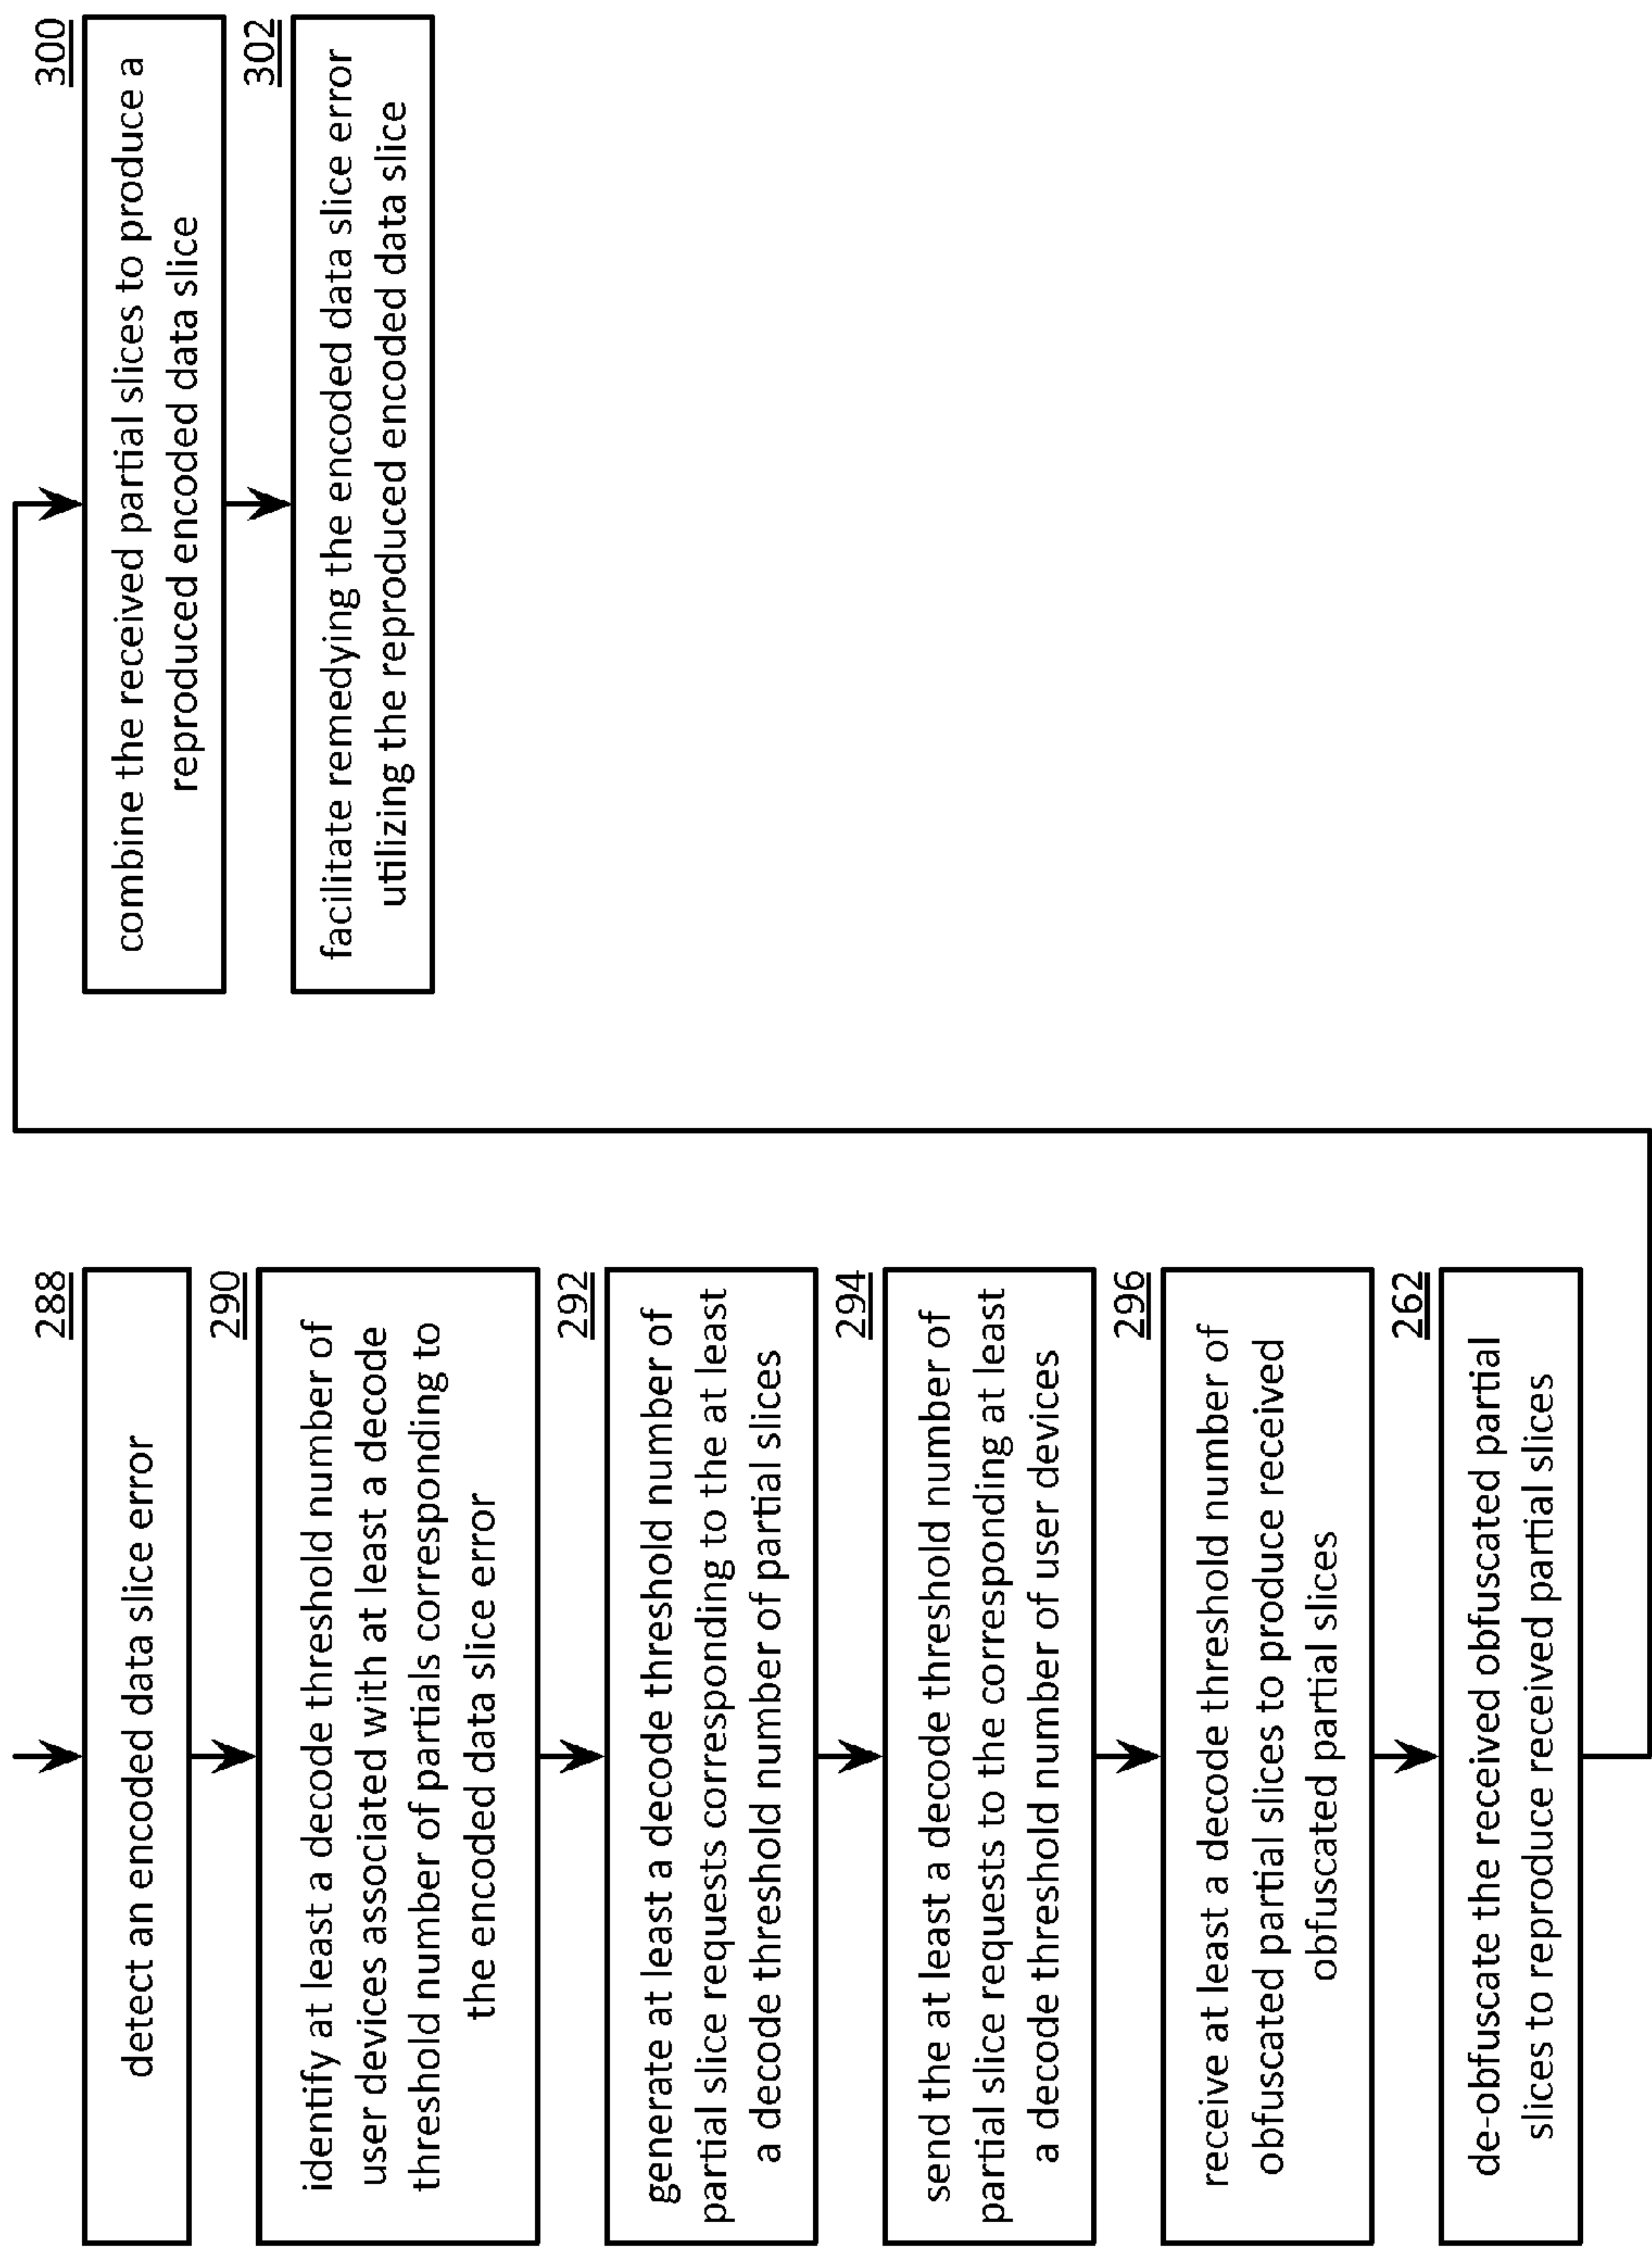 288
detect an encoded data slice error
290
identify at least a decode threshold number of
user devices associated with at least a decode
threshold number of partials corresponding to
the encoded data slice error
292
generate at least a decode threshold number of
partial slice requests corresponding to the at least
a decode threshold number of partial slices
294
send the at least a decode threshold number of
partial slice requests to the corresponding at least
a decode threshold number of user devices
296
receive at least a decode threshold number of
obfuscated partial slices to produce received
obfuscated partial slices
262
de-obfuscate the received obfuscated partial
slices to reproduce received partial slices
300
combine the received partial slices to produce a
reproduced encoded data slice
302
facilitate remedying the encoded data slice error
utilizing the reproduced encoded data slice